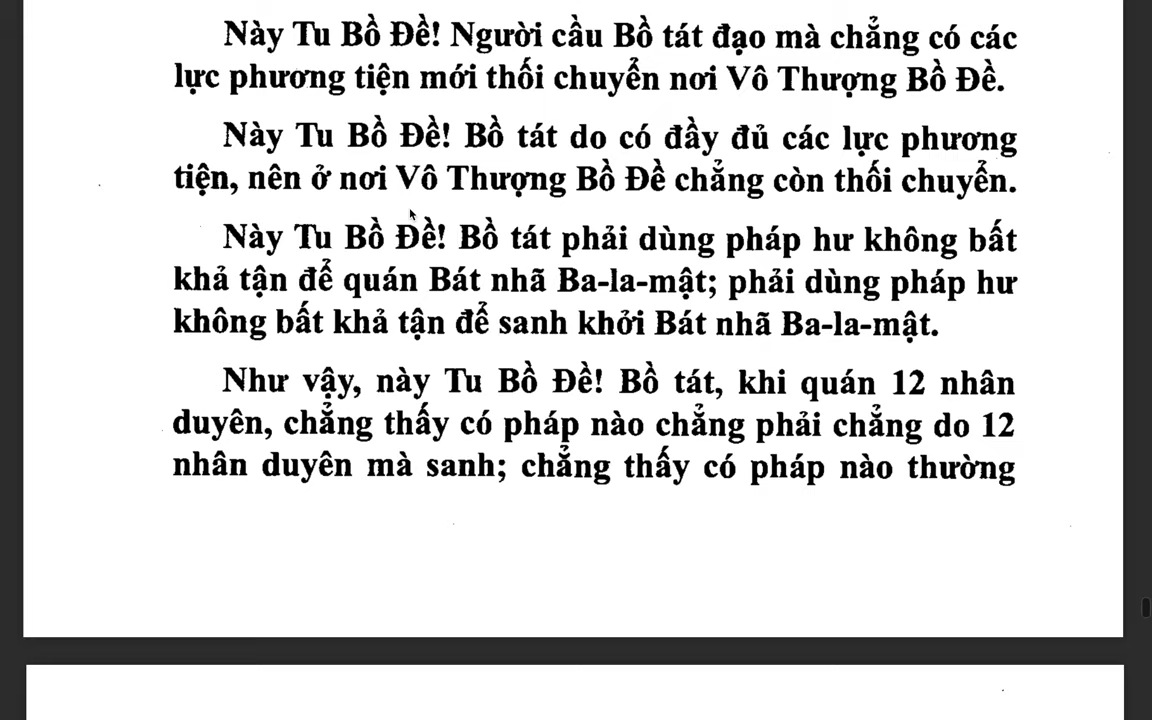 Này Tu Bồ Đề! Người cầu Bồ tát đạo mà chẳng có các
lực phương tiện mới thối chuyển nơi Vô Thượng Bồ Đề.
Này Tu Bồ Đề! Bồ tát do có đầy đủ các lực phương
tiện, nên ở nơi Vô Thượng Bồ Đề chẳng còn thối chuyển.
Này Tu Bồ Đề! Bồ tát phải dùng pháp hư không bất
khả tận để quán Bát nhã Ba-la-mật; phải dùng pháp hư
không bất khả tận để sanh khởi Bát nhã Ba-la-mật.
Như vậy, này Tu Bồ Đề! Bồ tát, khi quán 12 nhân
duyên, chẳng thấy có pháp nào chẳng phải chẳng do 12
nhân duyên mà sanh; chẳng thấy có pháp nào thường